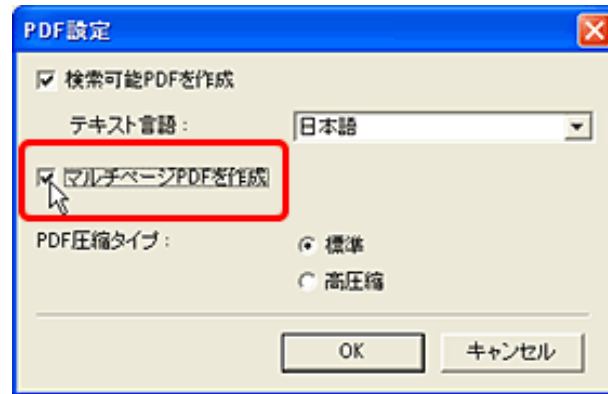 PDF設定
検索可能PDFを作成
テキスト言語： 日本語
マルチページPDFを作成
PDF圧縮タイプ： 標準
高圧縮
OK キャンセル